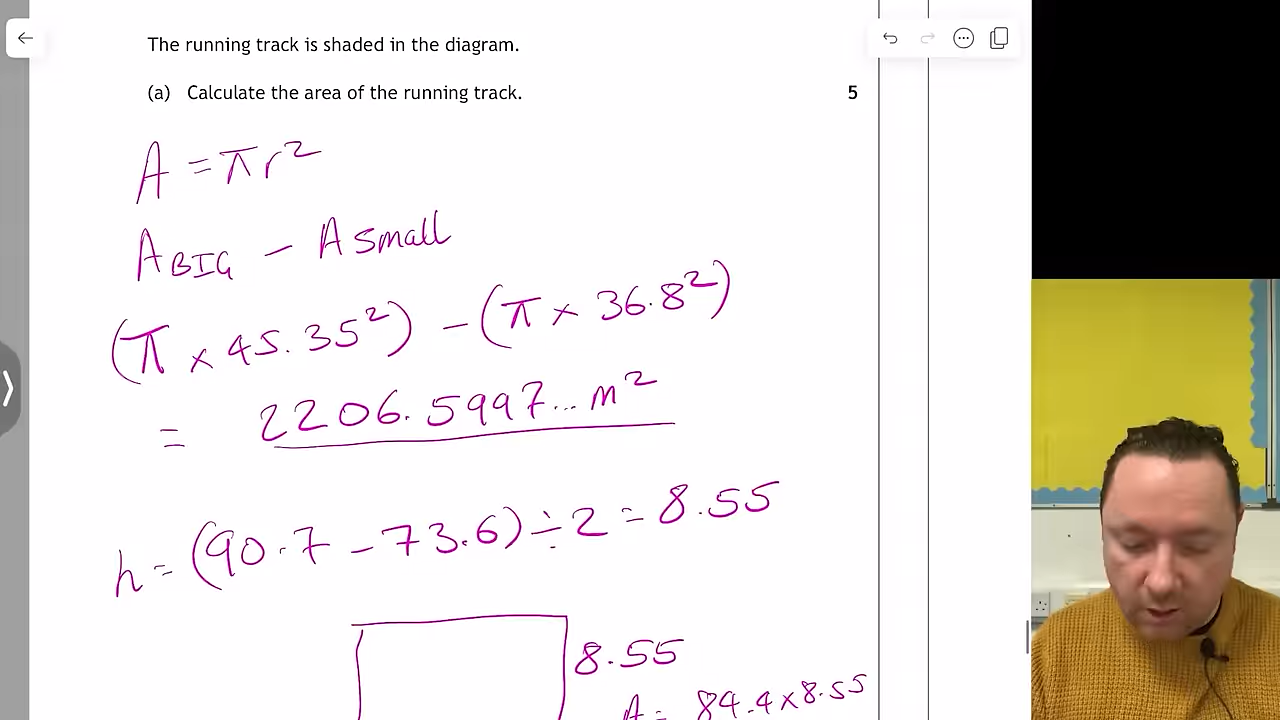 The running track is shaded in the diagram.
(a) Calculate the area of the running track. 5
A = πr²
A BIG - A small
(π × 45.35²) - (π × 36.8²)
= 2206.5997... m²
h = (90.7 - 73.6) ÷ 2 = 8.55
8.55
A = 84.4 × 8.55